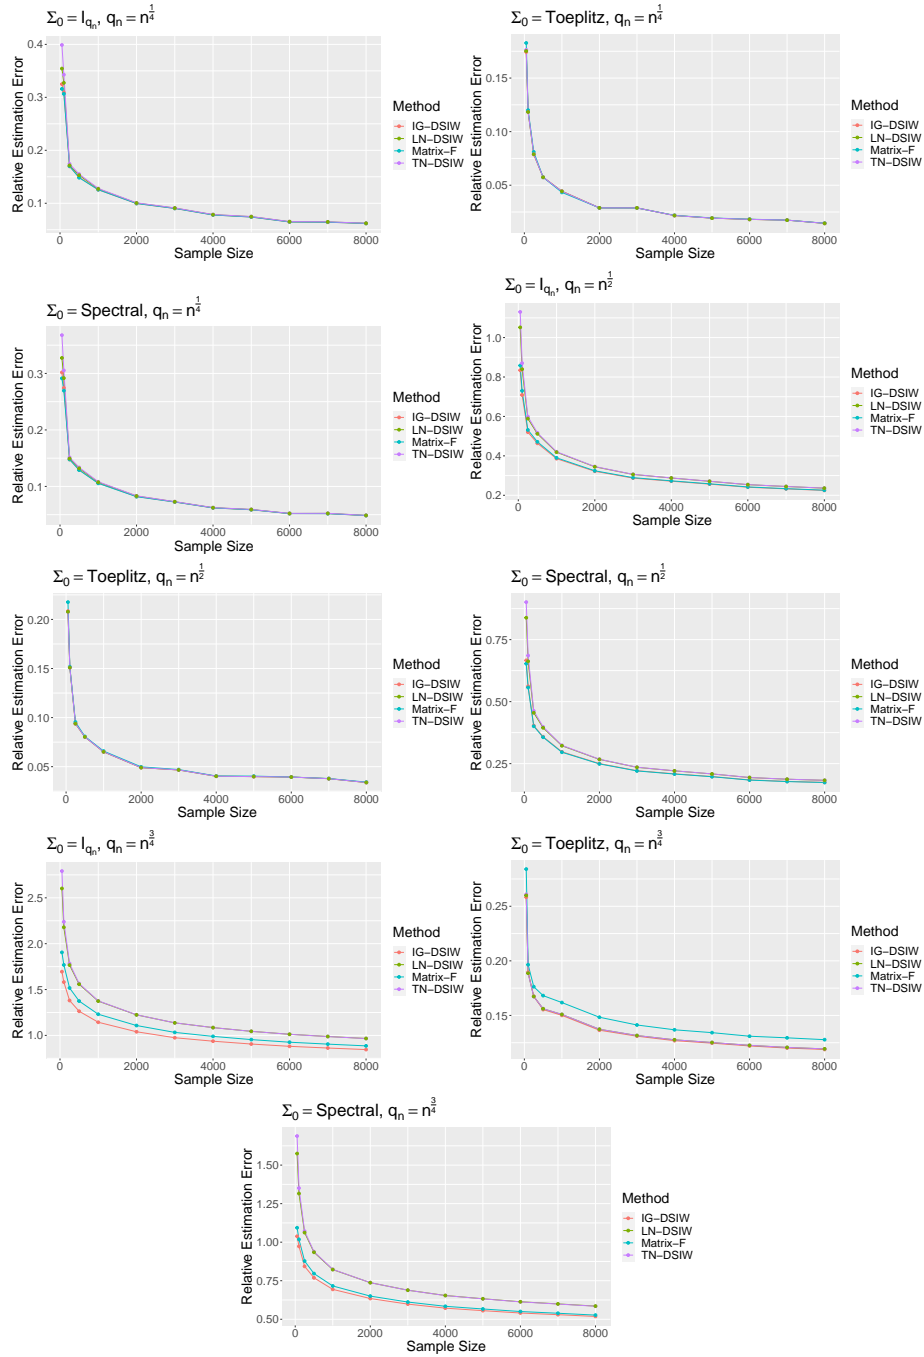 Σ₀ = I_{qₙ}, qₙ = n^{1/4}
Relative Estimation Error
0.4
0.3
0.2
0.1
0 2000 4000 6000 8000
Sample Size
Method
IG−DSIW
LN−DSIW
Matrix−F
TN−DSIW
Σ₀ = Toeplitz, qₙ = n^{1/4}
Relative Estimation Error
0.15
0.10
0.05
0 2000 4000 6000 8000
Sample Size
Method
IG−DSIW
LN−DSIW
Matrix−F
TN−DSIW
Σ₀ = Spectral, qₙ = n^{1/4}
Relative Estimation Error
0.3
0.2
0.1
0 2000 4000 6000 8000
Sample Size
Method
IG−DSIW
LN−DSIW
Matrix−F
TN−DSIW
Σ₀ = I_{qₙ}, qₙ = n^{1/2}
Relative Estimation Error
1.0
0.8
0.6
0.4
0.2
0 2000 4000 6000 8000
Sample Size
Method
IG−DSIW
LN−DSIW
Matrix−F
TN−DSIW
Σ₀ = Toeplitz, qₙ = n^{1/2}
Relative Estimation Error
0.20
0.15
0.10
0.05
0 2000 4000 6000 8000
Sample Size
Method
IG−DSIW
LN−DSIW
Matrix−F
TN−DSIW
Σ₀ = Spectral, qₙ = n^{1/2}
Relative Estimation Error
0.75
0.50
0.25
0 2000 4000 6000 8000
Sample Size
Method
IG−DSIW
LN−DSIW
Matrix−F
TN−DSIW
Σ₀ = I_{qₙ}, qₙ = n^{3/4}
Relative Estimation Error
2.5
2.0
1.5
1.0
0 2000 4000 6000 8000
Sample Size
Method
IG−DSIW
LN−DSIW
Matrix−F
TN−DSIW
Σ₀ = Toeplitz, qₙ = n^{3/4}
Relative Estimation Error
0.25
0.20
0.15
0 2000 4000 6000 8000
Sample Size
Method
IG−DSIW
LN−DSIW
Matrix−F
TN−DSIW
Σ₀ = Spectral, qₙ = n^{3/4}
Relative Estimation Error
1.50
1.25
1.00
0.75
0.50
0 2000 4000 6000 8000
Sample Size
Method
IG−DSIW
LN−DSIW
Matrix−F
TN−DSIW